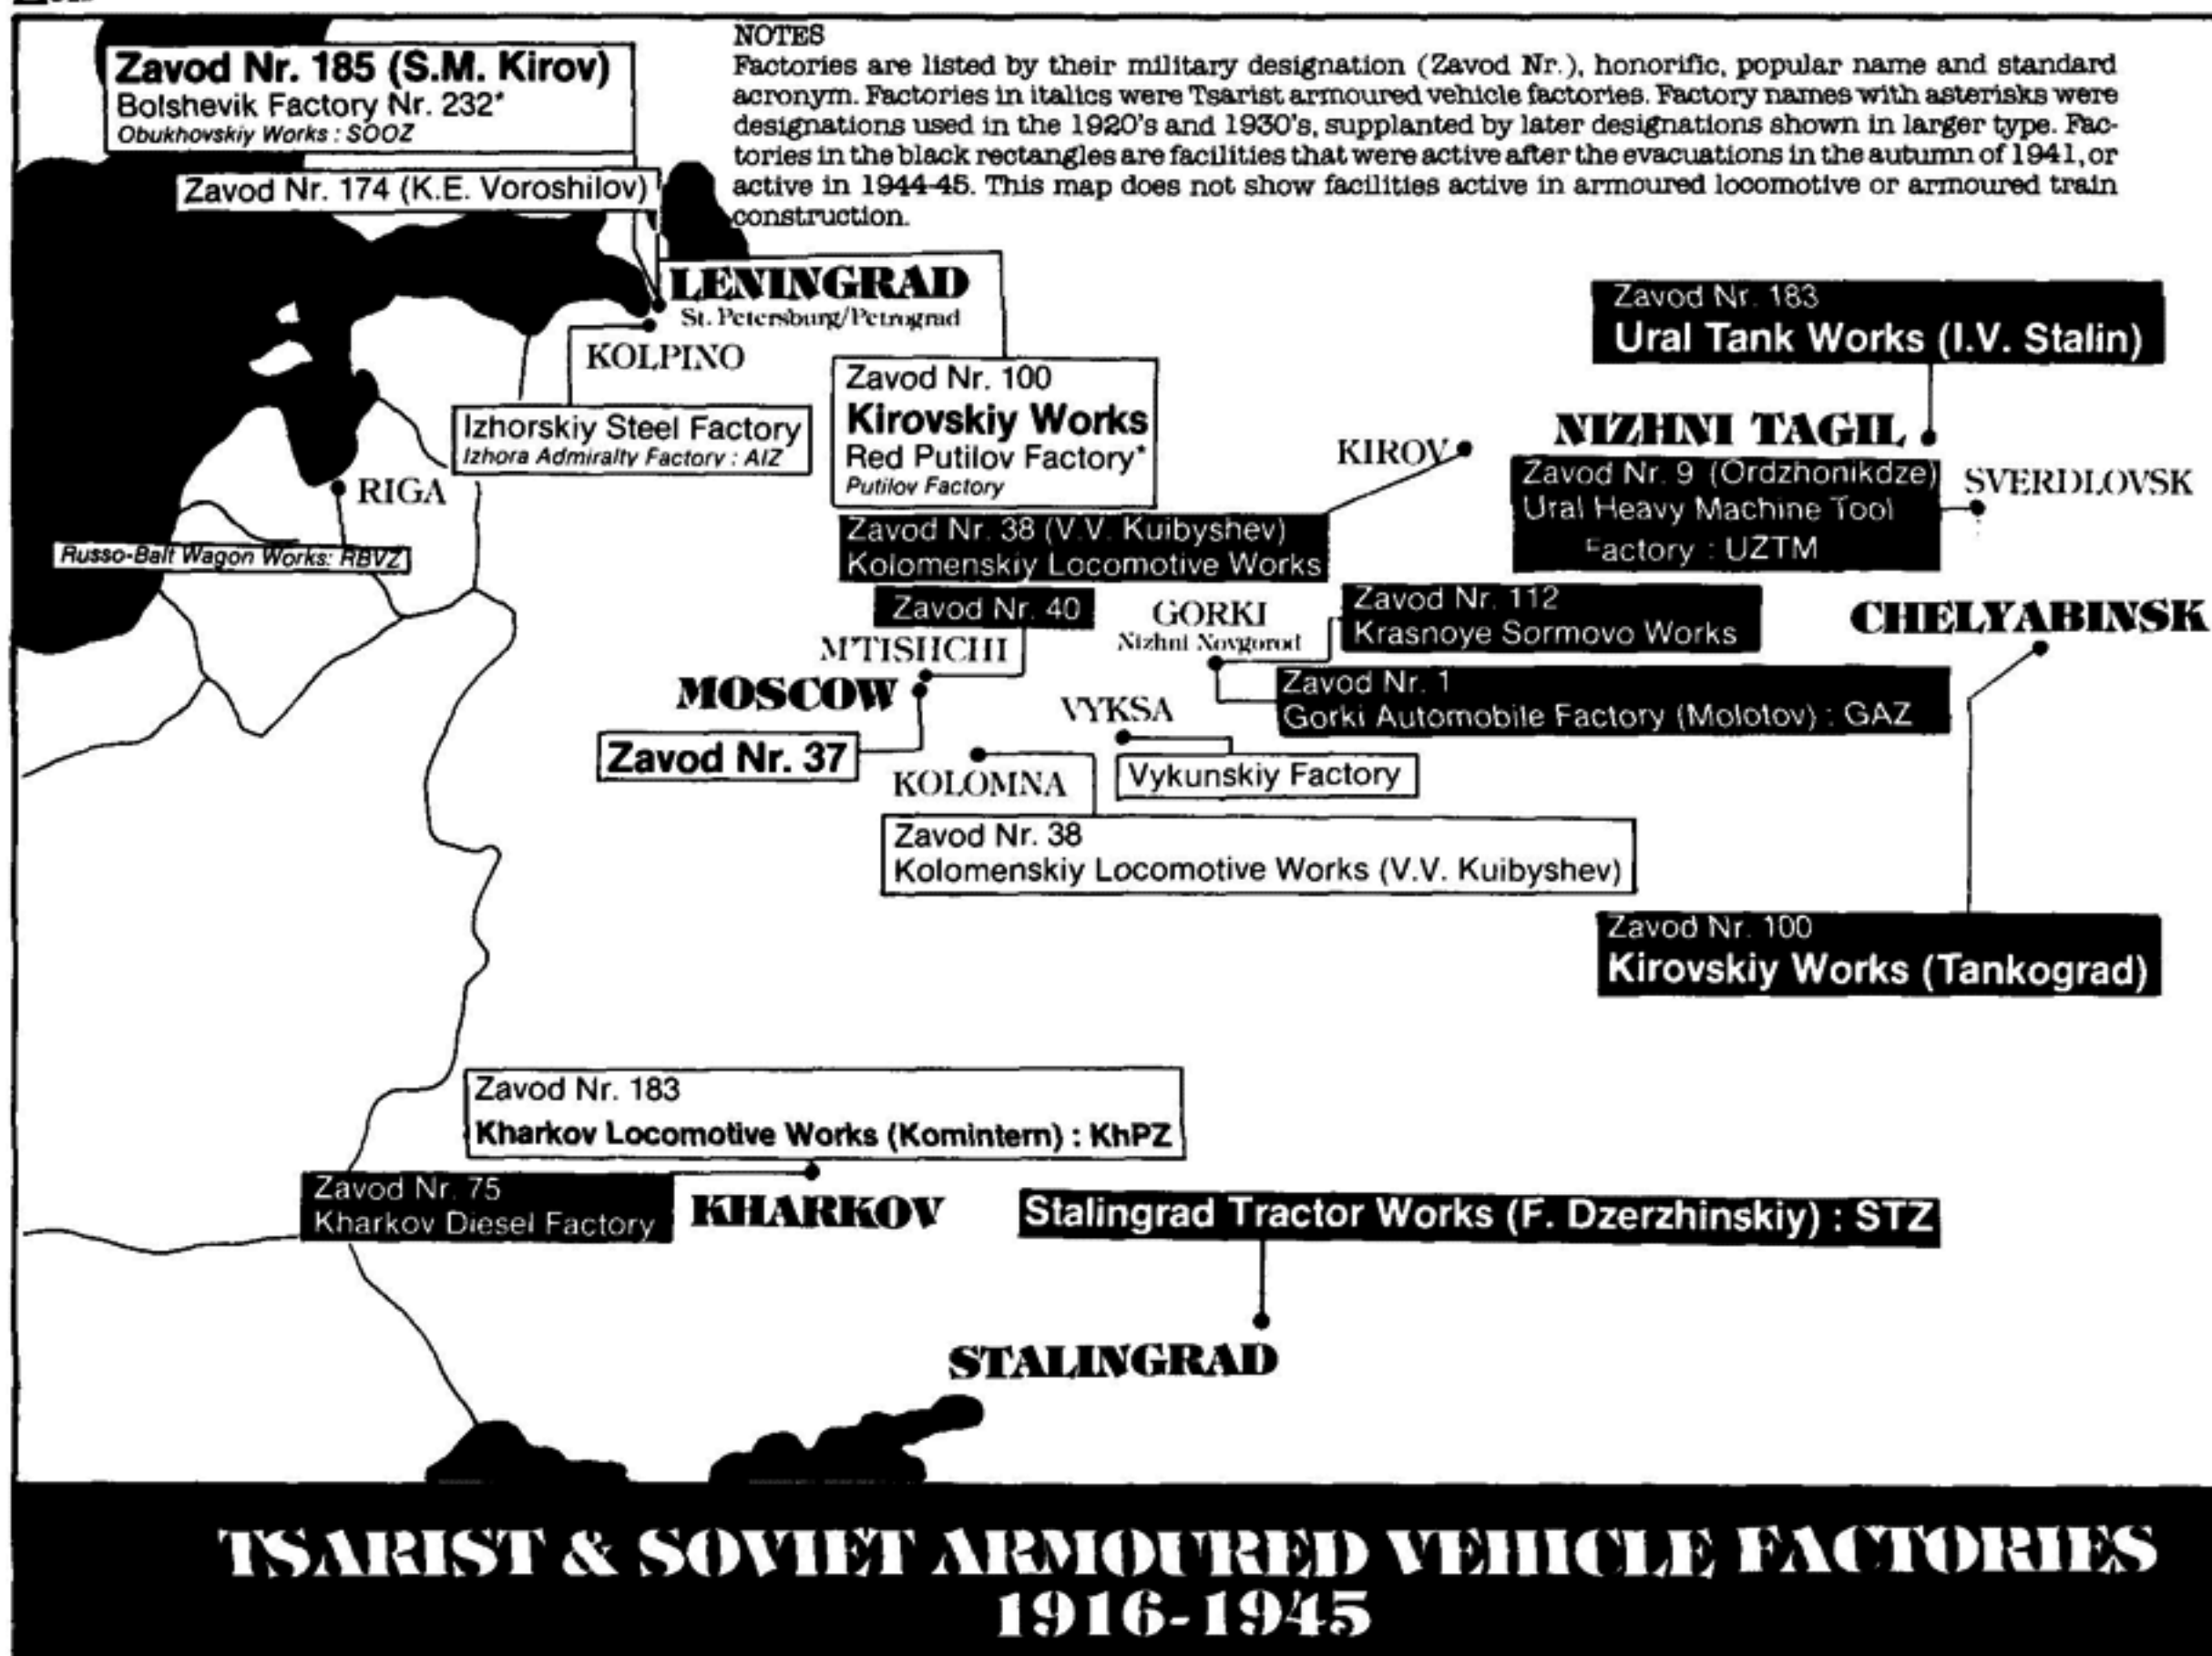 Zavod Nr. 185 (S.M. Kirov)
Bolshevik Factory Nr. 232*
Obukhovskiy Works : SOOZ
Zavod Nr. 174 (K.E. Voroshilov)
NOTES
Factories are listed by their military designation (Zavod Nr.), honorific, popular name and standard
acronym. Factories in italics were Tsarist armoured vehicle factories. Factory names with asterisks were
designations used in the 1920's and 1930's, supplanted by later designations shown in larger type. Fac-
tories in the black rectangles are facilities that were active after the evacuations in the autumn of 1941, or
active in 1944-45. This map does not show facilities active in armoured locomotive or armoured train
construction.
LENINGRAD
St. Petersburg/Petrograd
KOLPINO
Izhorskiy Steel Factory
Izhora Admiralty Factory : AIZ
Zavod Nr. 100
Kirovskiy Works
Red Putilov Factory*
Putilov Factory
Zavod Nr. 183
Ural Tank Works (I.V. Stalin)
NIZHNI TAGIL
KIROV
Zavod Nr. 9 (Ordzhonikdze)
Ural Heavy Machine Tool
Factory : UZTM
SVERDLOVSK
RIGA
Russo-Balt Wagon Works: RBVZ
Zavod Nr. 38 (V.V. Kuibyshev)
Kolomenskiy Locomotive Works
Zavod Nr. 40
M'TISHCHI
GORKI
Nizhni Novgorod
Zavod Nr. 112
Krasnoye Sormovo Works
CHELYABINSK
MOSCOW
VYKSA
Zavod Nr. 1
Gorki Automobile Factory (Molotov) : GAZ
Zavod Nr. 37
KOLOMNA
Vykunskiy Factory
Zavod Nr. 38
Kolomenskiy Locomotive Works (V.V. Kuibyshev)
Zavod Nr. 100
Kirovskiy Works (Tankograd)
Zavod Nr. 183
Kharkov Locomotive Works (Komintern) : KhPZ
Zavod Nr. 75
Kharkov Diesel Factory
KHARKOV
Stalingrad Tractor Works (F. Dzerzhinskiy) : STZ
STALINGRAD
TSARIST & SOVIET ARMOURED VEHICLE FACTORIES
1916-1945